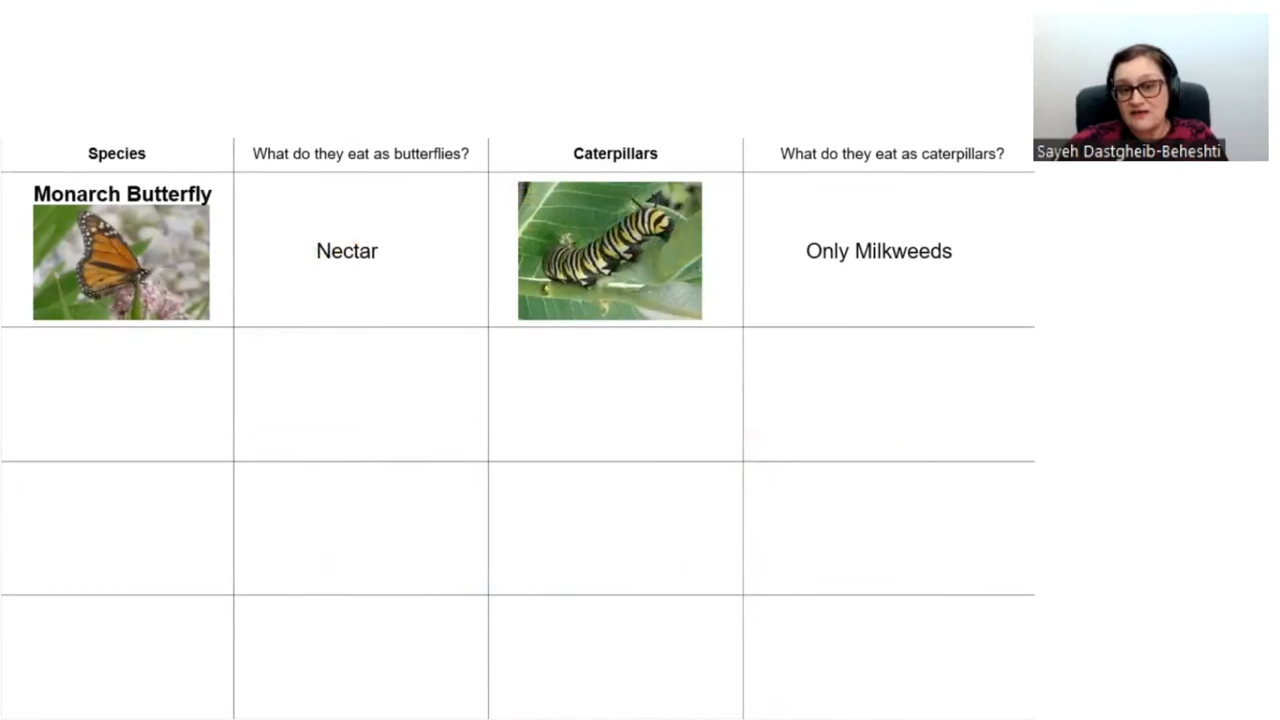 Species
What do they eat as butterflies?
Caterpillars
What do they eat as caterpillars?
Monarch Butterfly
Nectar
Only Milkweeds
Sayeh Dastgheib-Beheshti